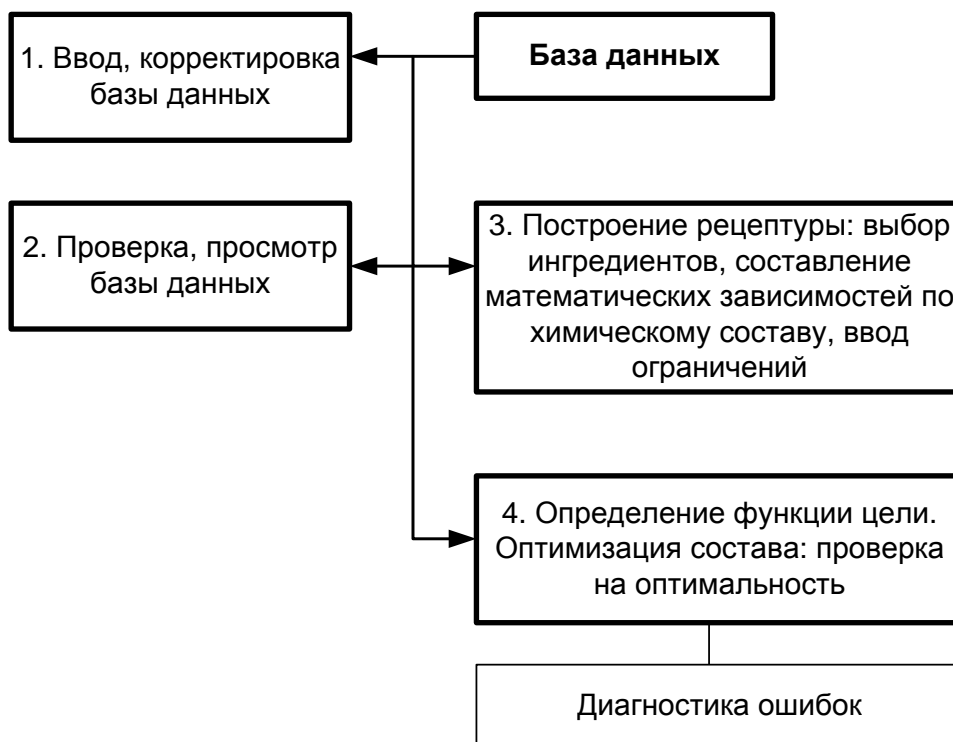 1. Ввод, корректировка
базы данных
База данных
2. Проверка, просмотр
базы данных
3. Построение рецептуры: выбор
ингредиентов, составление
математических зависимостей по
химическому составу, ввод
ограничений
4. Определение функции цели.
Оптимизация состава: проверка
на оптимальность
Диагностика ошибок